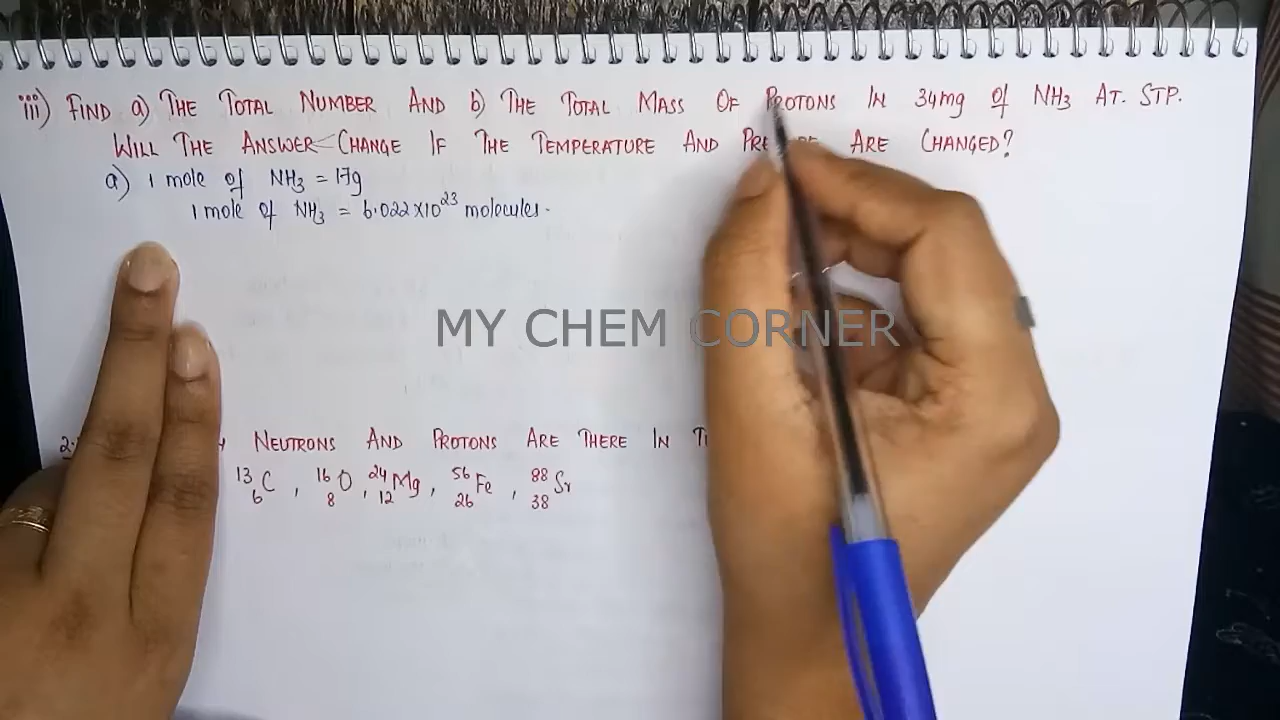 iii) FIND a) THE TOTAL NUMBER AND b) THE TOTAL MASS OF PROTONS IN 34mg of NH3 AT. STP.
WILL THE ANSWER CHANGE IF THE TEMPERATURE AND ARE CHANGED?
a) 1 mole of NH3 = 17g
1 mole of NH3 = 6.022 X10^23 molecules.
MY CHEM CORNER
NEUTRONS AND PROTONS ARE THERE IN
13 6 C, 16 8 O, 24 12 Mg, 56 26 Fe, 88 38 Sr